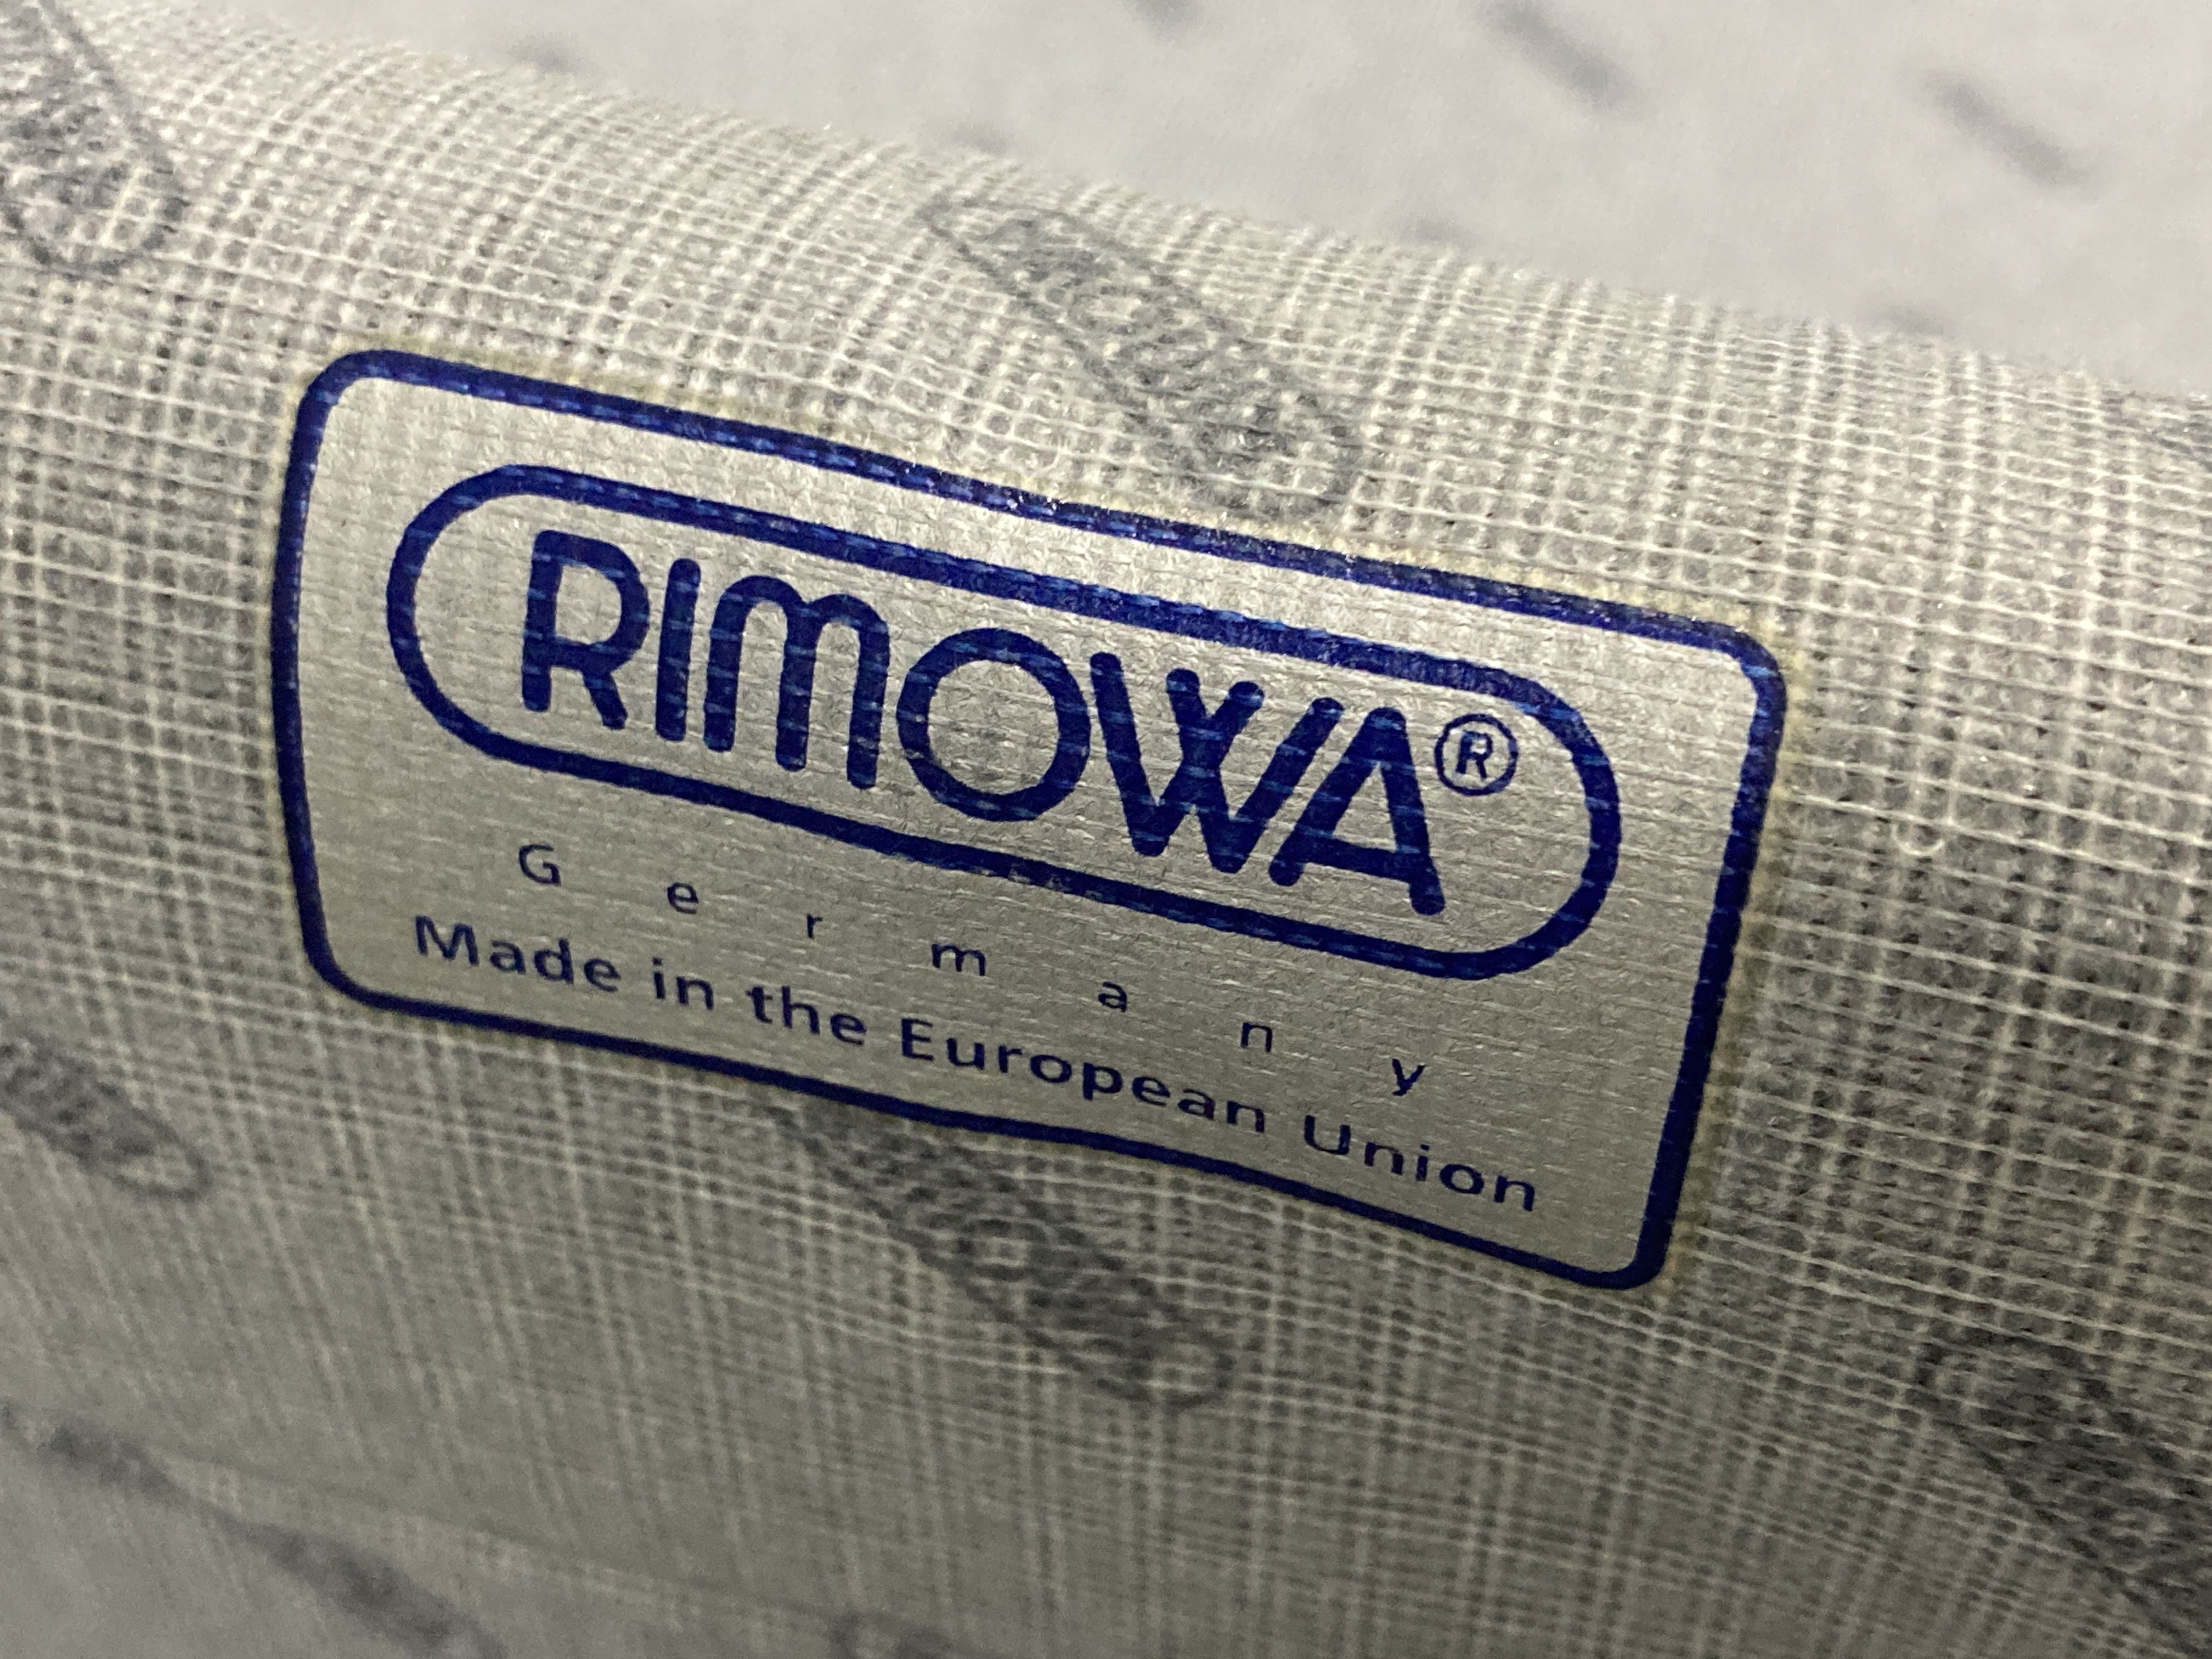 RIMOWA®
Germany
Made in the European Union